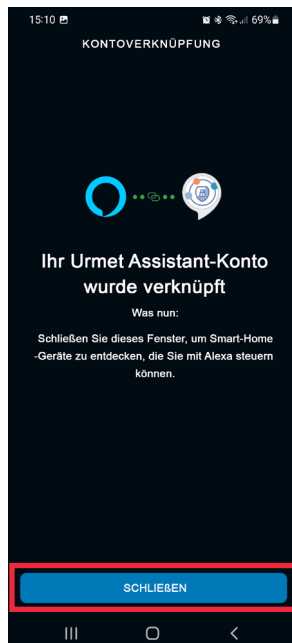 15:10 69%
KONTOVERKNÜPFUNG
Ihr Urmet Assistant-Konto
wurde verknüpft
Was nun:
Schließen Sie dieses Fenster, um Smart-Home
-Geräte zu entdecken, die Sie mit Alexa steuern
können.
SCHLIEẞEN